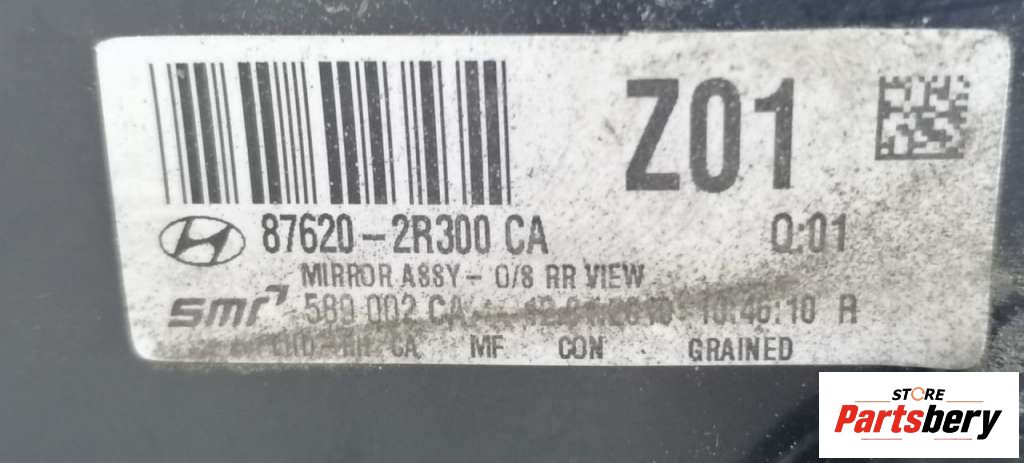 Z01
87620-2R300 CA
Q:01
MIRROR ASSY- O/S RR VIEW
smr 589 002 CA 10:46:10 R
CA MF CON GRAINED
STORE
Partsbery